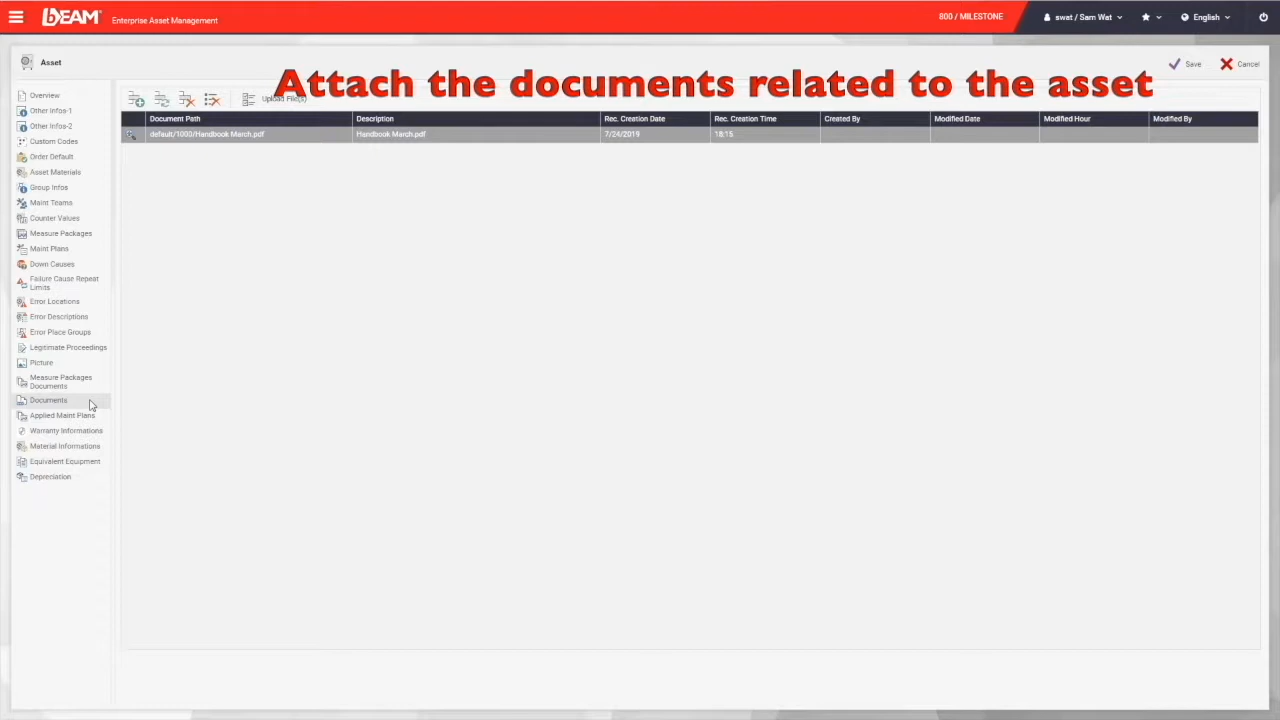 bEAM Enterprise Asset Management
800 / MILESTONE
swat / Sam Wat
English
Asset
Attach the documents related to the asset
Save
Cancel
Upload File(s)
Overview
Other Infos-1
Other Infos-2
Custom Codes
Order Default
Asset Materials
Group Infos
Maint Teams
Counter Values
Measure Packages
Maint Plans
Down Causes
Failure Cause Repeat
Limits
Error Locations
Error Descriptions
Error Place Groups
Legitimate Proceedings
Picture
Measure Packages
Documents
Documents
Applied Maint Plans
Warranty Informations
Material Informations
Equivalent Equipment
Depreciation
Document Path Description Rec. Creation Date Rec. Creation Time Created By Modified Date Modified Hour Modified By
default/1000/Handbook March.pdf Handbook March.pdf 7/24/2019 18:15